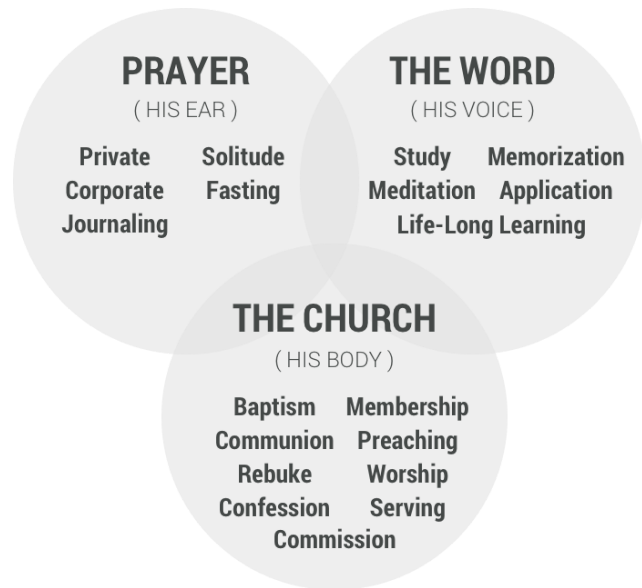 PRAYER
( HIS EAR )
Private Solitude
Corporate Fasting
Journaling
THE WORD
( HIS VOICE )
Study Memorization
Meditation Application
Life-Long Learning
THE CHURCH
( HIS BODY )
Baptism Membership
Communion Preaching
Rebuke Worship
Confession Serving
Commission